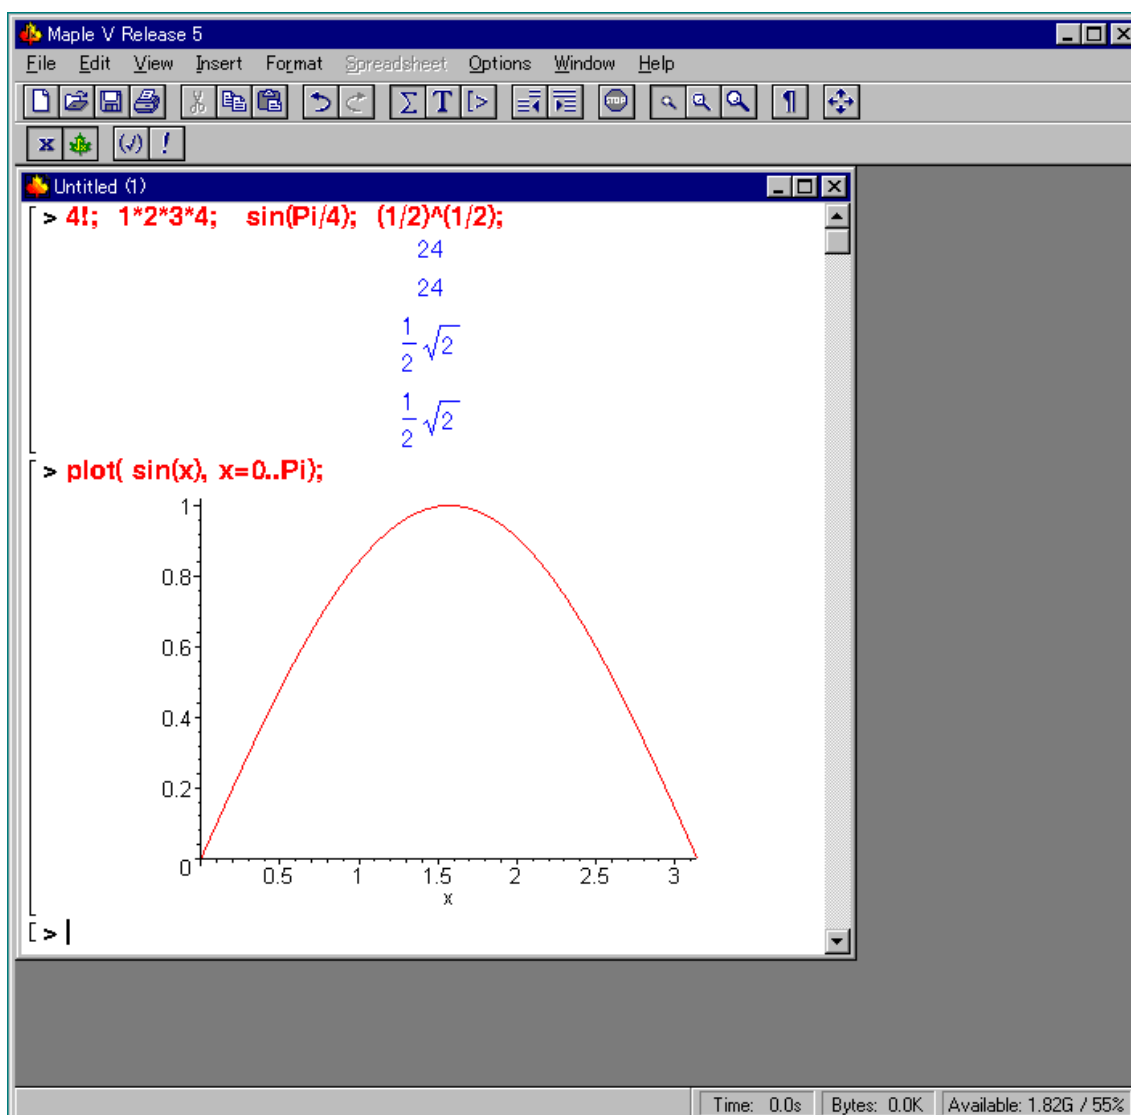 Maple V Release 5
File Edit View Insert Format Spreadsheet Options Window Help
Σ T [>
STOP
¶
x
(√) !
Untitled (1)
[ > 4!; 1*2*3*4; sin(Pi/4); (1/2)^(1/2);
24
24
1/2 √2
1/2 √2
[ > plot( sin(x), x=0..Pi);
1
0.8
0.6
0.4
0.2
0
0.5 1 1.5 2 2.5 3
x
[ >
Time: 0.0s Bytes: 0.0K Available: 1.82G / 55%